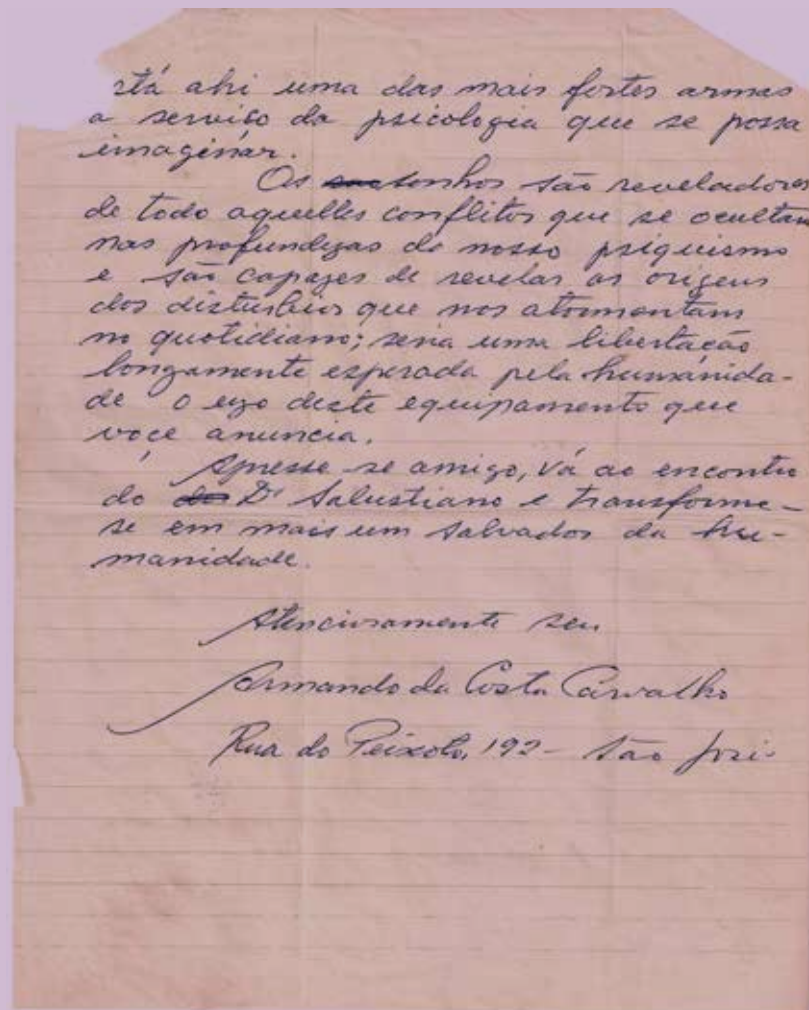 stá ahi uma das mais fortes armas
a serviço da psicologia que se possa
imaginar.
Os sonhos são reveladores
de todo aquelles conflitos que se ocultam
nas profundezas do nosso psiquismo
e são capazes de revelar as origens
dos disturbios que nos atormentam
no quotidiano; seria uma libertação
longamente esperada pela humanida-
de o uzo deste equipamento que
voçe anuncia.
Apresse-se amigo, vá ao encontro
do Dr Salustiano e transforme-
se em mais um salvador da hu-
manidade.
Atenciosamente seu
Armando da Costa Carvalho
Rua do Peixoto, 192 - São José